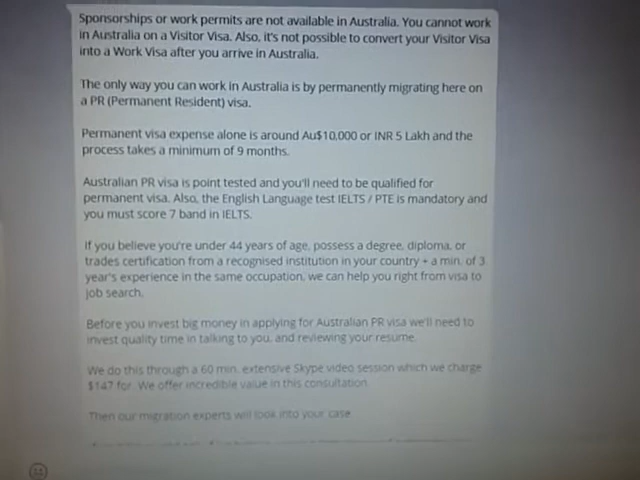 Sponsorships or work permits are not available in Australia. You cannot work
in Australia on a Visitor Visa. Also, it's not possible to convert your Visitor Visa
into a Work Visa after you arrive in Australia.
The only way you can work in Australia is by permanently migrating here on
a PR (Permanent Resident) visa.
Permanent visa expense alone is around Au$10,000 or INR 5 Lakh and the
process takes a minimum of 9 months.
Australian PR visa is point tested and you'll need to be qualified for
permanent visa. Also, the English Language test IELTS / PTE is mandatory and
you must score 7 band in IELTS.
If you believe you're under 44 years of age, possess a degree, diploma, or
trades certification from a recognised institution in your country + a min. of 3
year's experience in the same occupation, we can help you right from visa to
job search.
Before you invest big money in applying for Australian PR visa we'll need to
invest quality time in talking to you, and reviewing your resume.
We do this through a 60 min. extensive Skype video session which we charge
$147 for. We offer incredible value in this consultation.
Then our migration experts will look into your case